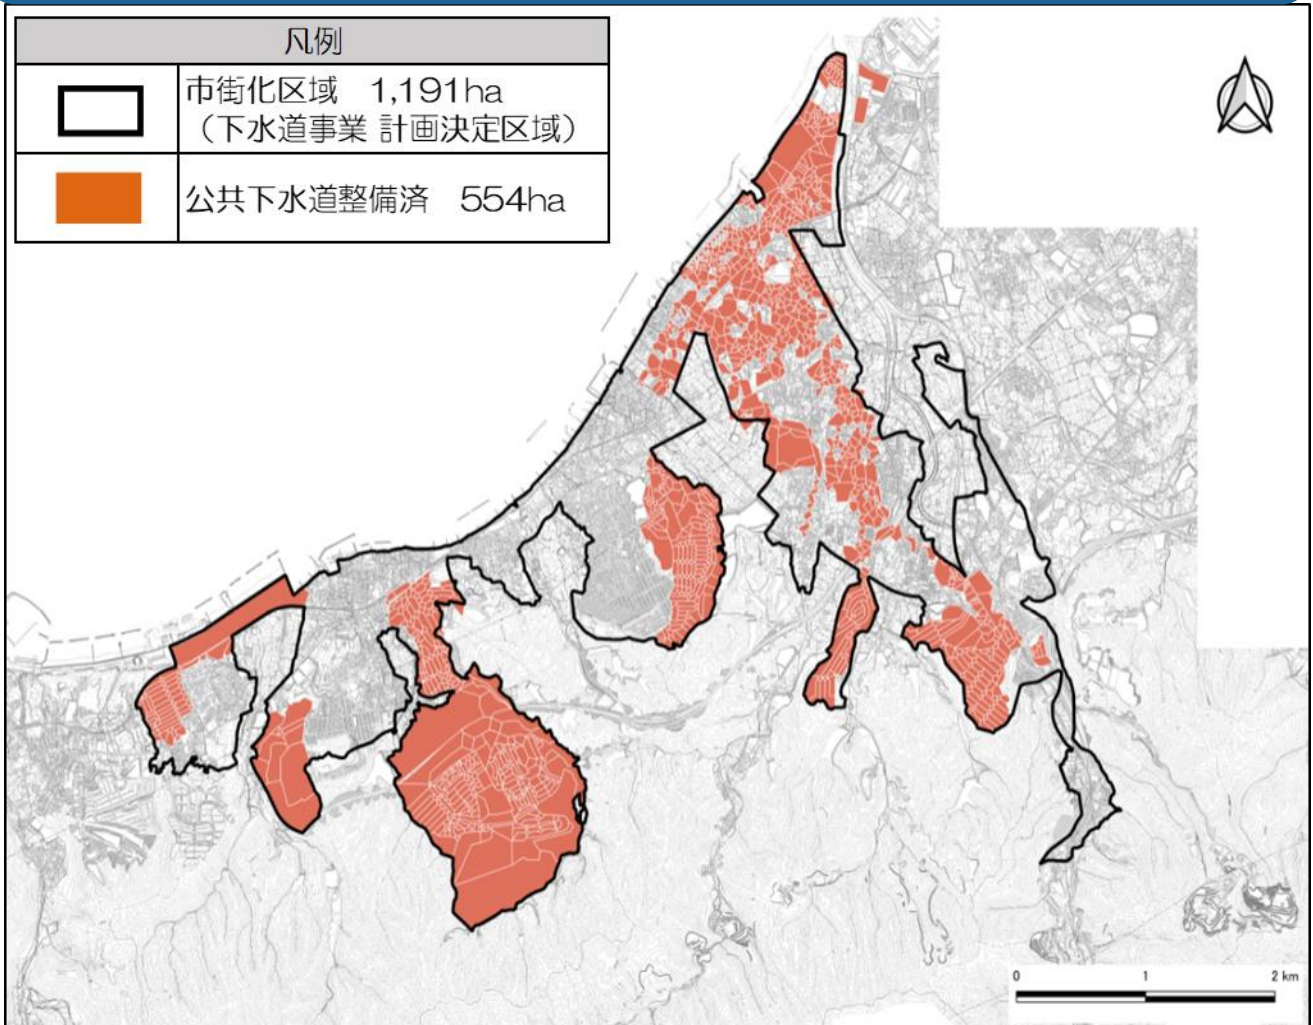 凡例
市街化区域　1,191ha
（下水道事業 計画決定区域）
公共下水道整備済　554ha
0 1 2 km